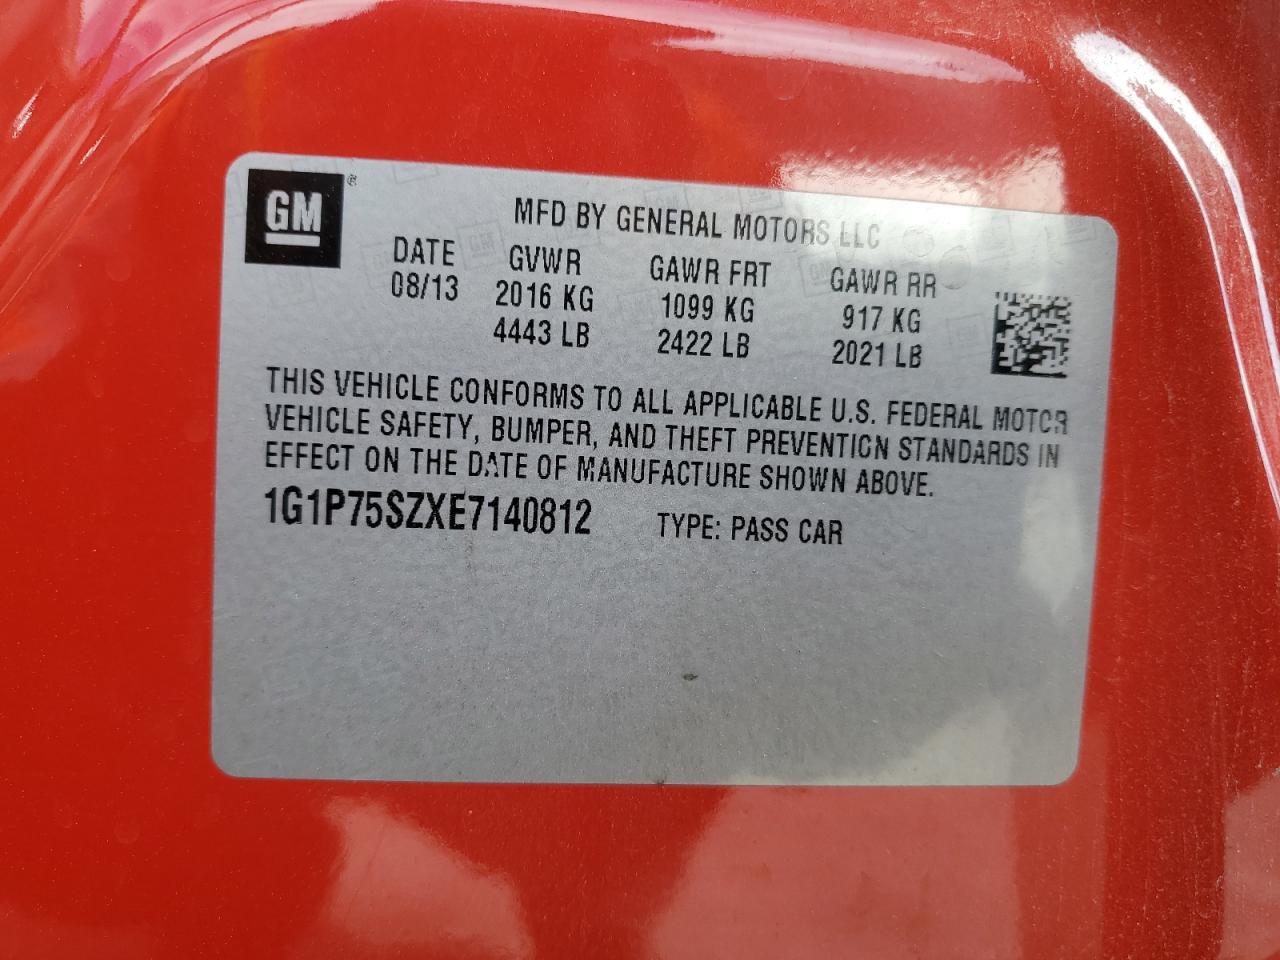 GM ®
MFD BY GENERAL MOTORS LLC
DATE GVWR GAWR FRT GAWR RR
08/13 2016 KG 1099 KG 917 KG
4443 LB 2422 LB 2021 LB
THIS VEHICLE CONFORMS TO ALL APPLICABLE U.S. FEDERAL MOTOR
VEHICLE SAFETY, BUMPER, AND THEFT PREVENTION STANDARDS IN
EFFECT ON THE DATE OF MANUFACTURE SHOWN ABOVE.
1G1P75SZXE7140812 TYPE: PASS CAR